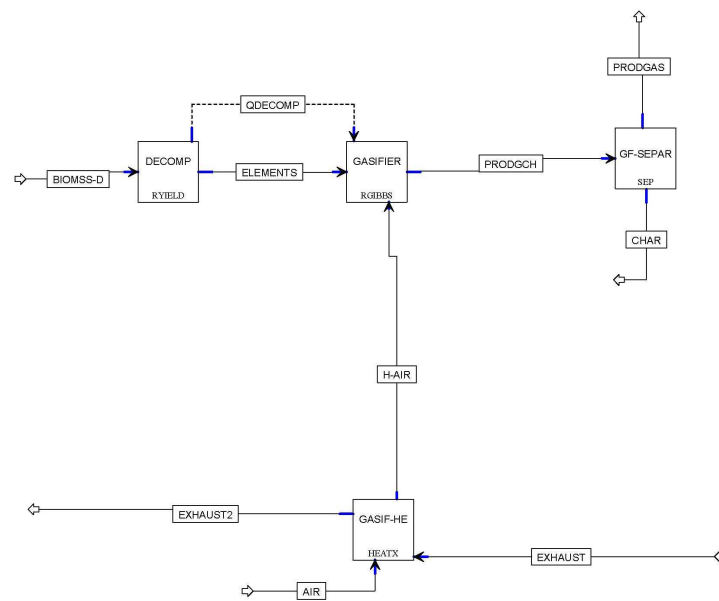 PRODGAS
QDECOMP
DECOMP
RYIELD
ELEMENTS
GASIFIER
RGIBBS
PRODGCH
GF-SEPAR
SEP
BIOMSS-D
CHAR
H-AIR
EXHAUST2
GASIF-HE
HEATX
EXHAUST
AIR